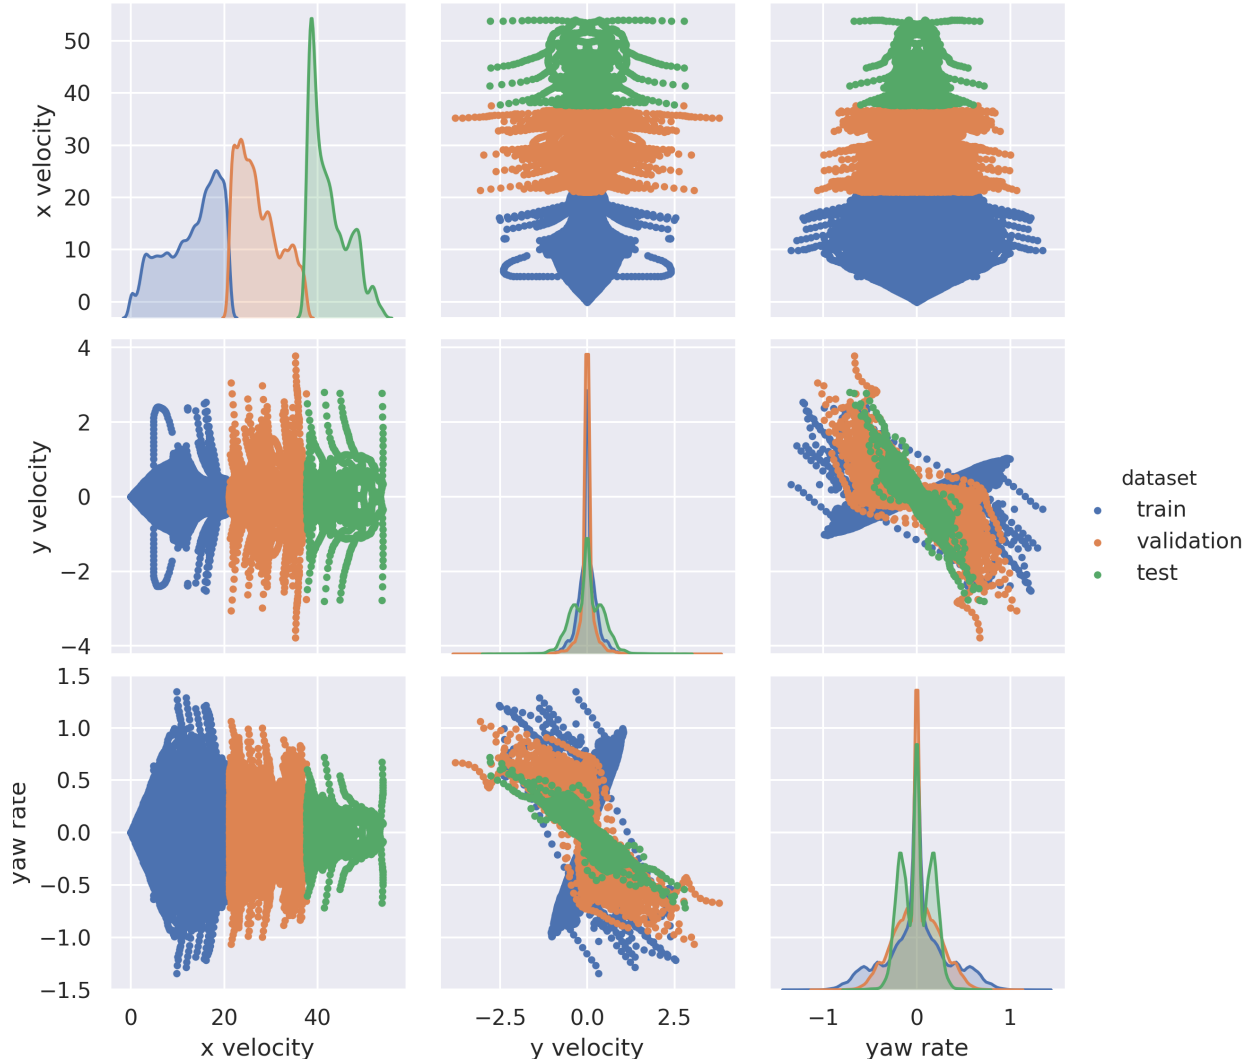 50
40
30
20
10
0
x velocity
4
2
0
−2
−4
y velocity
dataset
train
validation
test
1.5
1.0
0.5
0.0
−0.5
−1.0
−1.5
yaw rate
0 20 40
−2.5 0.0 2.5
−1 0 1
x velocity
y velocity
yaw rate